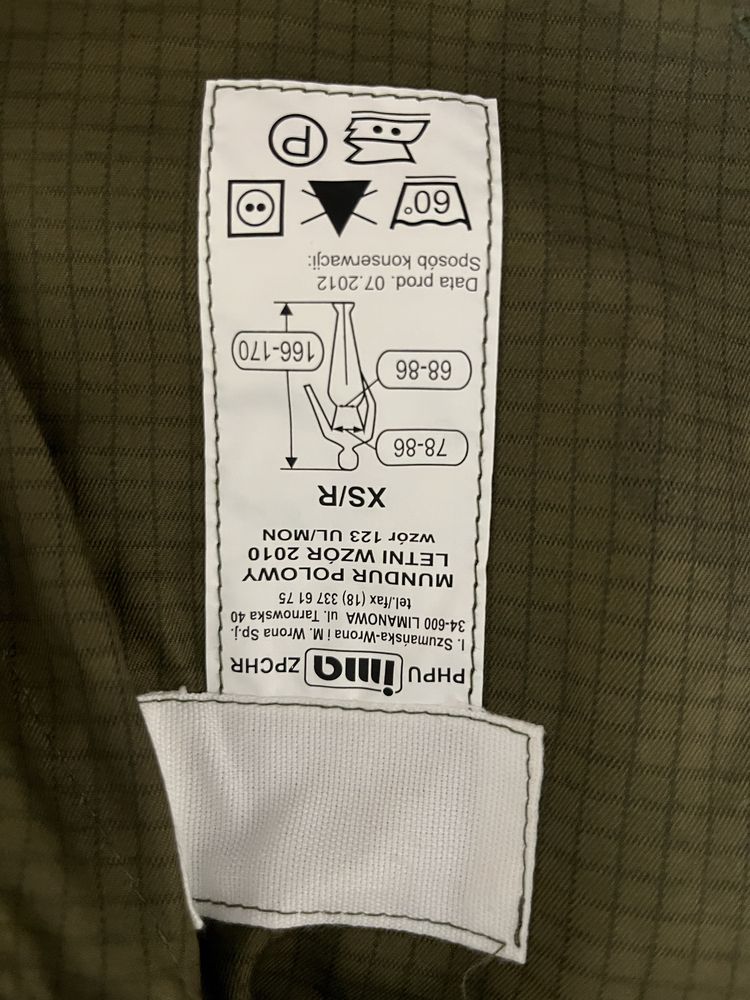 PHPU ima ZPCHR
I. Szumańska-Wrona i M. Wrona Sp.j.
34-600 LIMANOWA ul. Tarnowska 40
tel./fax (18) 337 61 75
MUNDUR POLOWY
LETNI WZÓR 2010
wzór 123 UL/MON
XS/R
78-86
68-86
166-170
Data prod. 07.2012
Sposób konserwacji:
60°
P